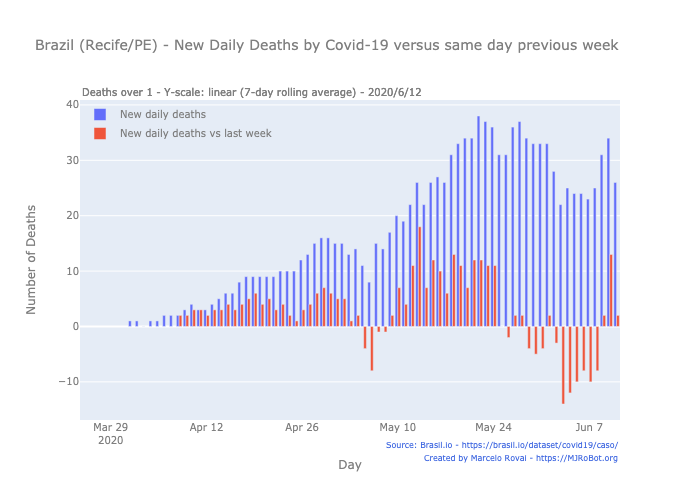 Brazil (Recife/PE) - New Daily Deaths by Covid-19 versus same day previous week
Deaths over 1 - Y-scale: linear (7-day rolling average) - 2020/6/12
New daily deaths
New daily deaths vs last week
Number of Deaths
40
30
20
10
0
−10
Mar 29
2020
Apr 12
Apr 26
May 10
May 24
Jun 7
Day
Source: Brasil.io - https://brasil.io/dataset/covid19/caso/
Created by Marcelo Rovai - https://MJRoBot.org